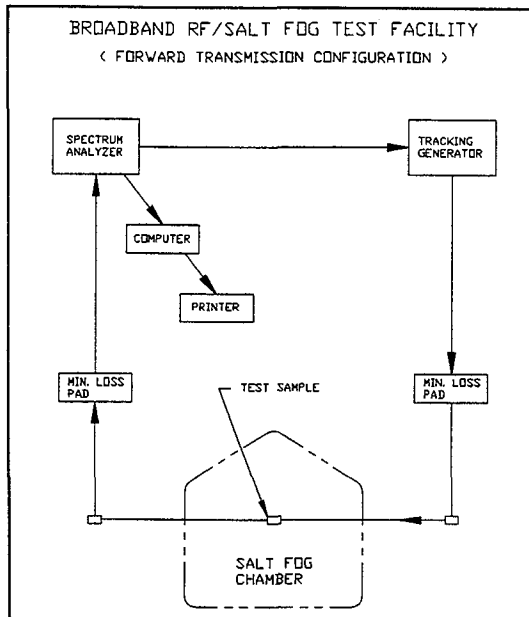 BROADBAND RF/SALT FOG TEST FACILITY
< FORWARD TRANSMISSION CONFIGURATION >
SPECTRUM
ANALYZER
TRACKING
GENERATOR
COMPUTER
PRINTER
MIN. LOSS
PAD
TEST SAMPLE
MIN. LOSS
PAD
SALT FOG
CHAMBER